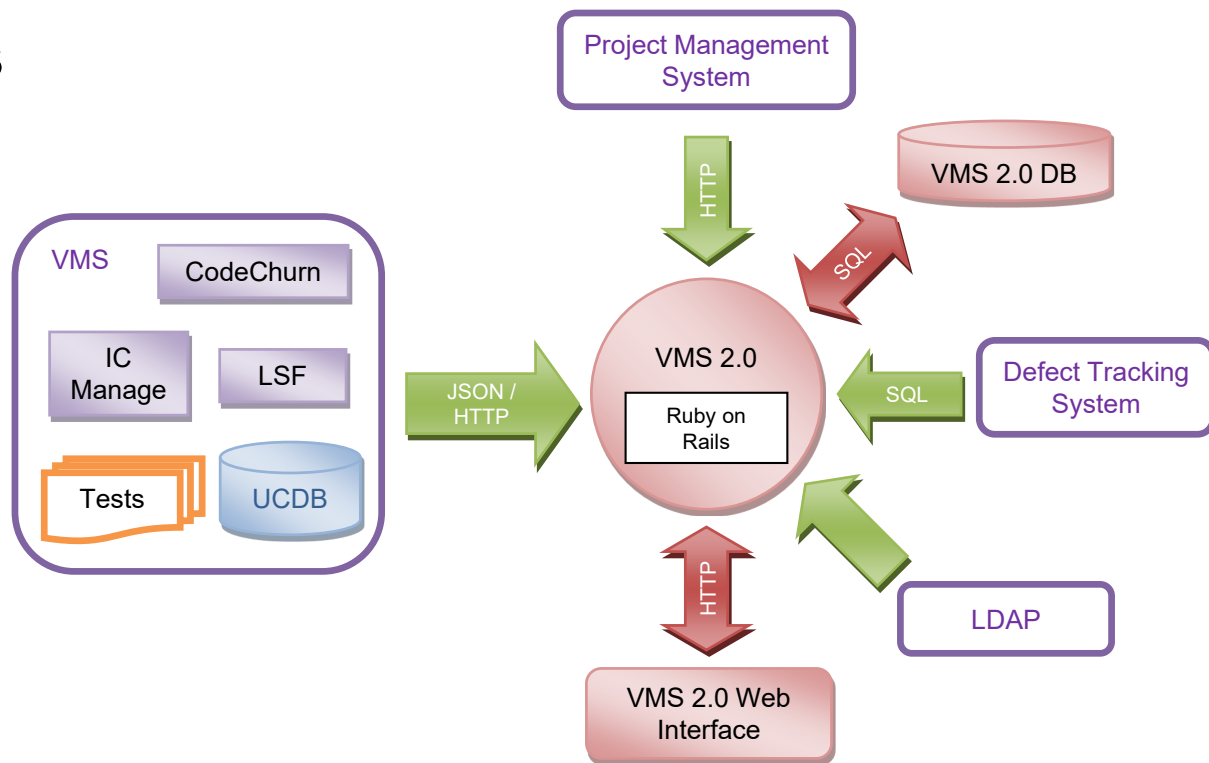 Project Management
System
HTTP
VMS 2.0 DB
SQL
VMS
CodeChurn
IC
Manage
LSF
Tests
UCDB
JSON /
HTTP
VMS 2.0
Ruby on
Rails
SQL
Defect Tracking
System
HTTP
LDAP
VMS 2.0 Web
Interface